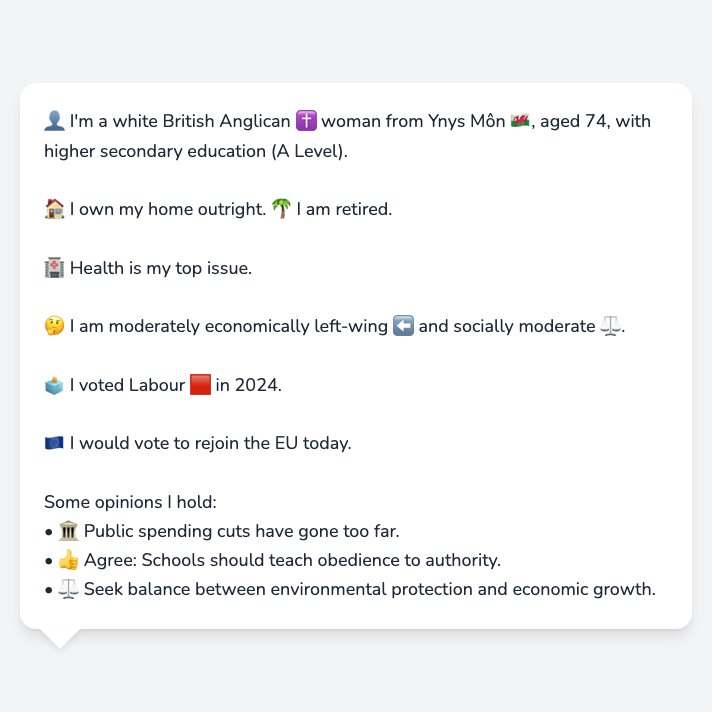 👤 I'm a white British Anglican ✝️ woman from Ynys Môn 🏴󠁧󠁢󠁷󠁬󠁳󠁿, aged 74, with
higher secondary education (A Level).
🏠 I own my home outright. 🌴 I am retired.
🏥 Health is my top issue.
🤔 I am moderately economically left-wing ⬅️ and socially moderate ⚖️.
🗳️ I voted Labour 🟥 in 2024.
🇪🇺 I would vote to rejoin the EU today.
Some opinions I hold:
• 🏛️ Public spending cuts have gone too far.
• 👍 Agree: Schools should teach obedience to authority.
• ⚖️ Seek balance between environmental protection and economic growth.